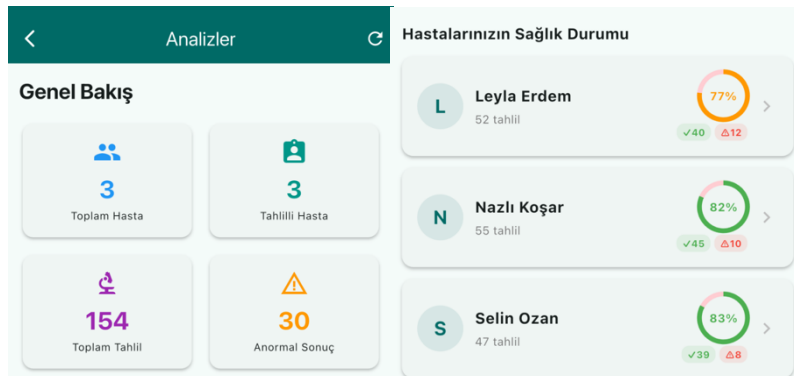 Analizler
Genel Bakış
3
Toplam Hasta
3
Tahlilli Hasta
154
Toplam Tahlil
30
Anormal Sonuç
Hastalarınızın Sağlık Durumu
L
Leyla Erdem
52 tahlil
77%
40
12
N
Nazlı Koşar
55 tahlil
82%
45
10
S
Selin Ozan
47 tahlil
83%
39
8